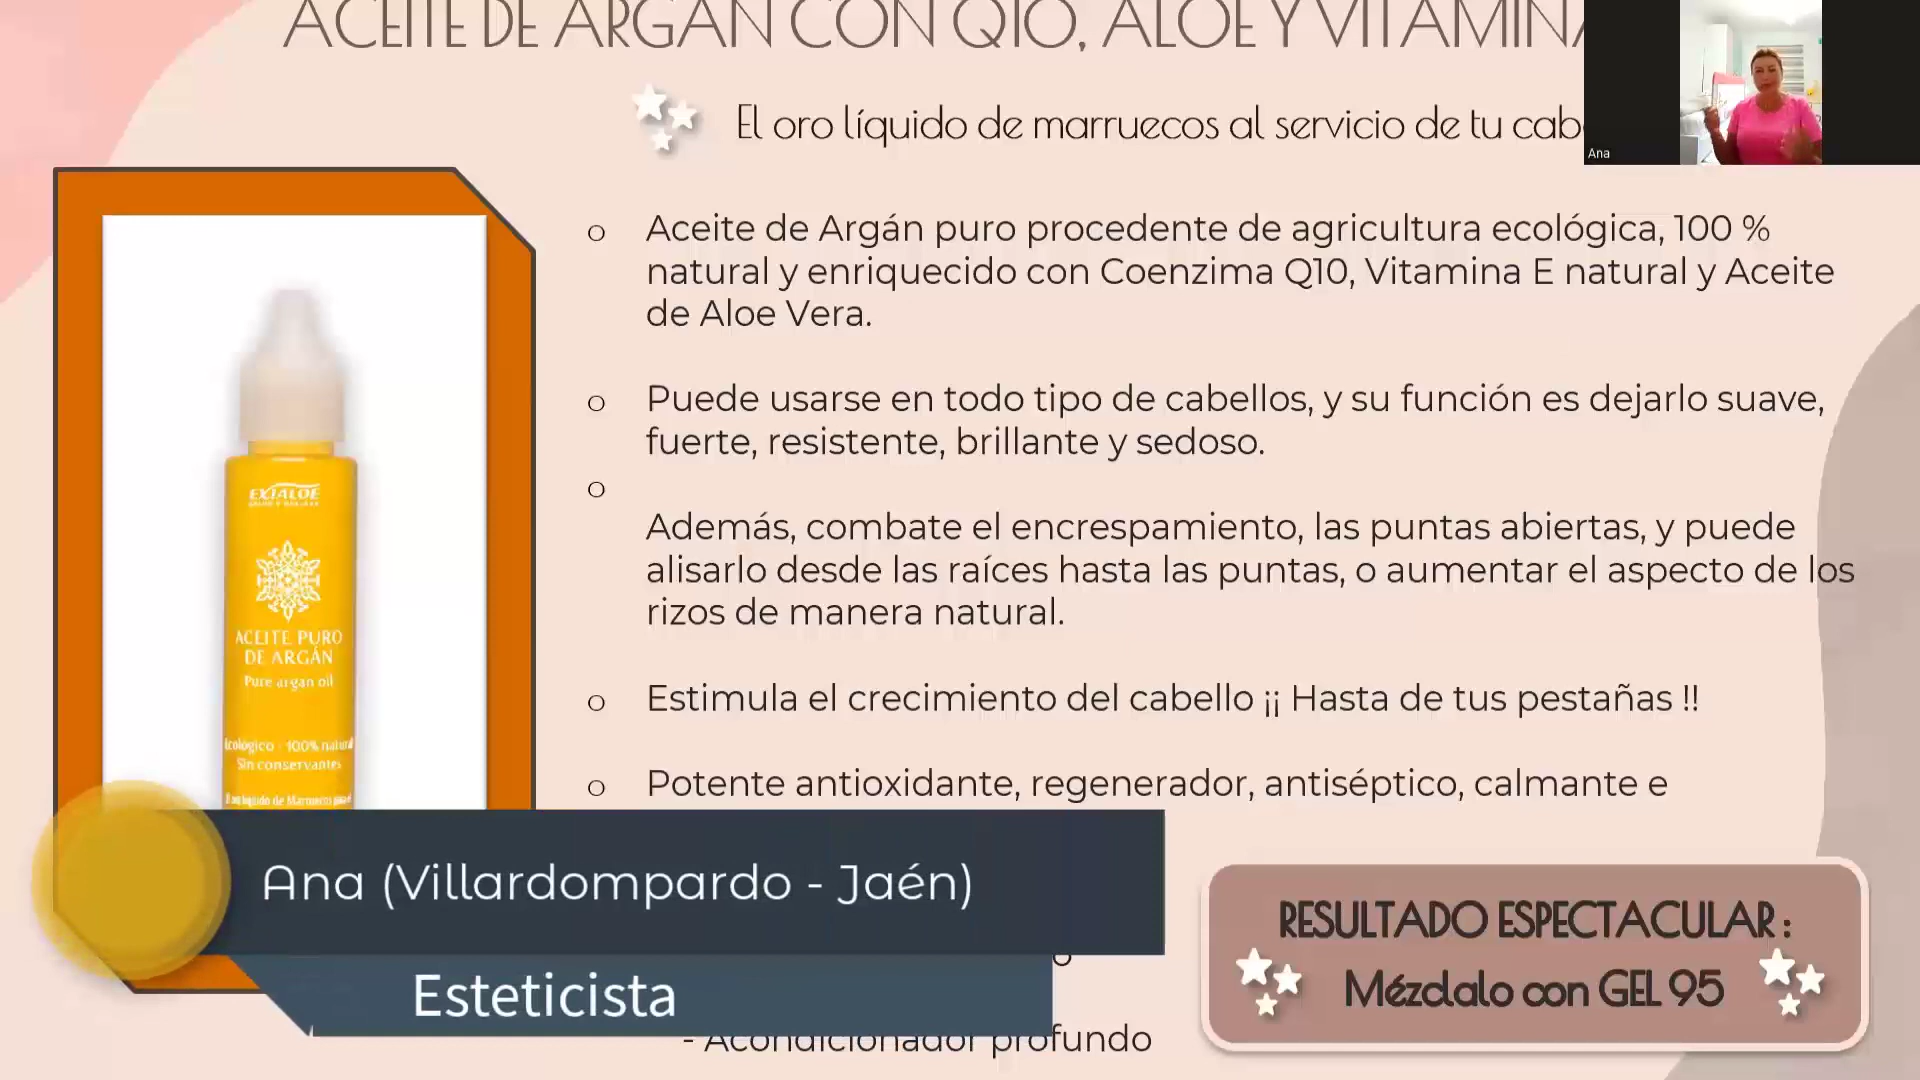 ACEITE DE ARGÁN CON Q10, ALOE Y VITAMINA
El oro líquido de marruecos al servicio de tu
Ana
o Aceite de Argán puro procedente de agricultura ecológica, 100 %
natural y enriquecido con Coenzima Q10, Vitamina E natural y Aceite
de Aloe Vera.
o Puede usarse en todo tipo de cabellos, y su función es dejarlo suave,
fuerte, resistente, brillante y sedoso.
o
Además, combate el encrespamiento, las puntas abiertas, y puede
alisarlo desde las raíces hasta las puntas, o aumentar el aspecto de los
rizos de manera natural.
o Estimula el crecimiento del cabello ¡¡ Hasta de tus pestañas !!
o Potente antioxidante, regenerador, antiséptico, calmante e
EXIALOE
ACEITE PURO
DE ARGÁN
Pure argan oil
Ecológico - 100% natural
Sin conservantes
Ana (Villardompardo - Jaén)
Esteticista
- Acondicionador profundo
RESULTADO ESPECTACULAR:
Mézclalo con GEL 95